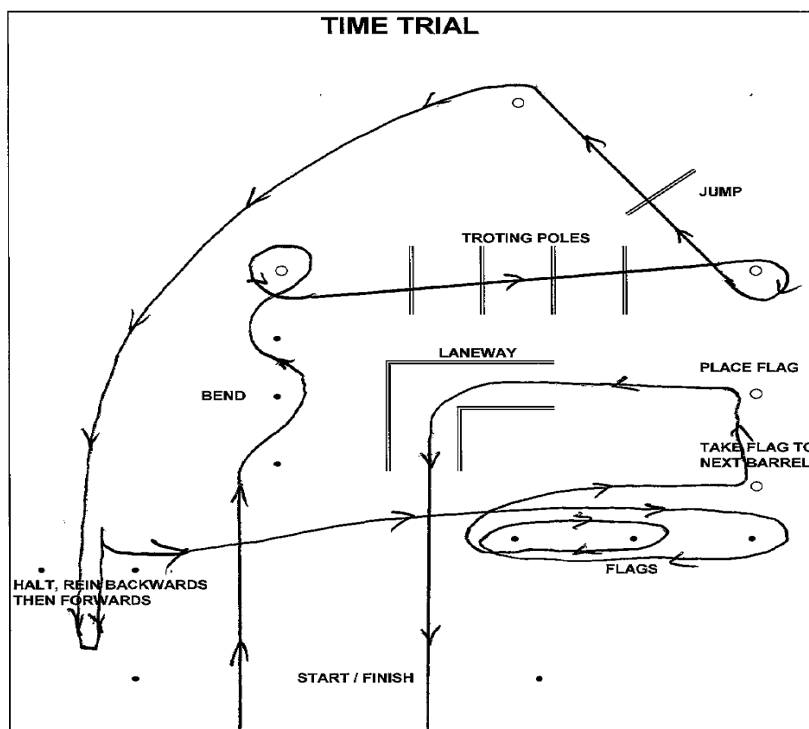 TIME TRIAL
JUMP
TROTING POLES
LANEWAY
PLACE FLAG
BEND
TAKE FLAG TO
NEXT BARREL
HALT, REIN BACKWARDS
THEN FORWARDS
FLAGS
START / FINISH